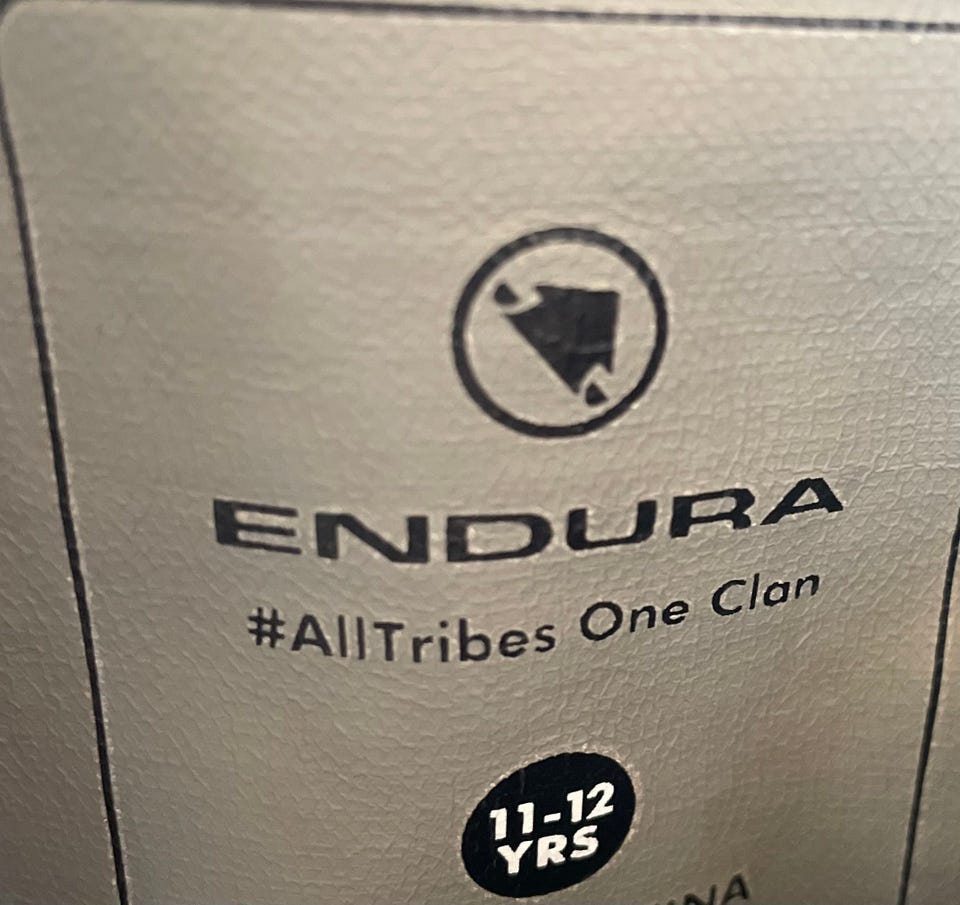 ENDURA
#AllTribes One Clan
11-12
YRS